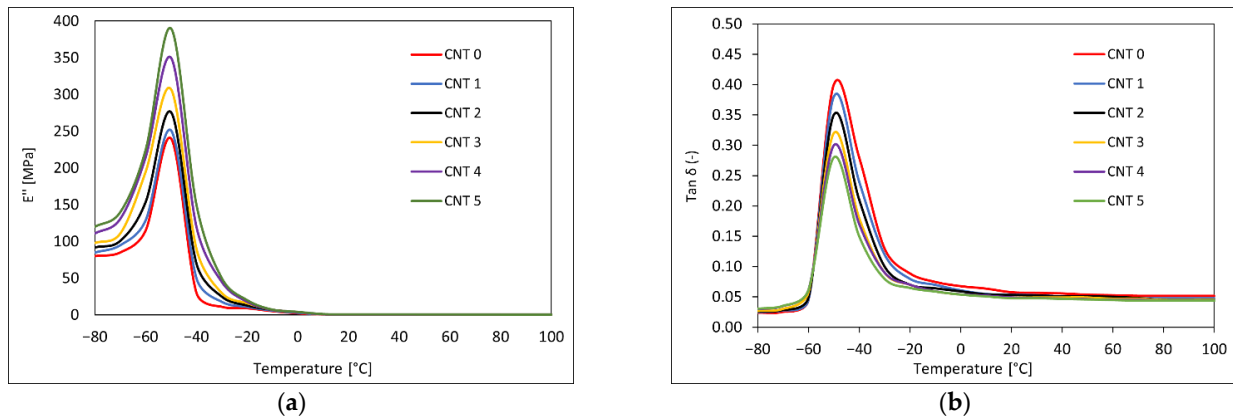 400
350
300
250
200
150
100
50
0
E'' [MPa]
−80 −60 −40 −20 0 20 40 60 80 100
Temperature [°C]
CNT 0
CNT 1
CNT 2
CNT 3
CNT 4
CNT 5
(a)
0.50
0.45
0.40
0.35
0.30
0.25
0.20
0.15
0.10
0.05
0.00
Tan δ (-)
−80 −60 −40 −20 0 20 40 60 80 100
Temperature [°C]
CNT 0
CNT 1
CNT 2
CNT 3
CNT 4
CNT 5
(b)